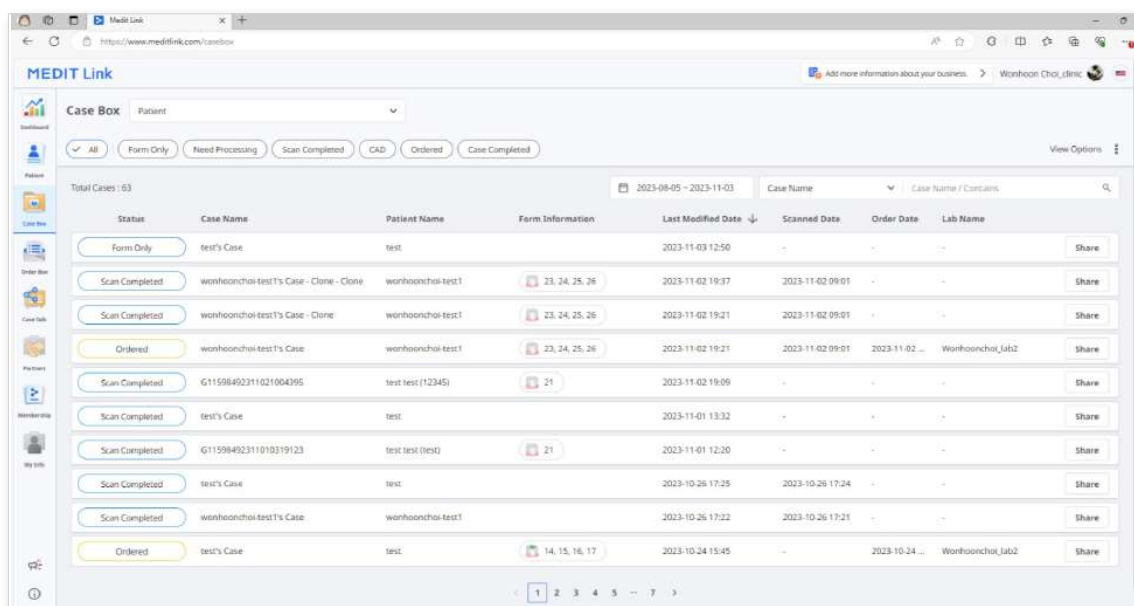 Medit Link
https://www.meditlink.com/casebox
MEDIT Link
Add more information about your business.
Wonhoon Choi_clinic
Dashboard
Patient
Case Box
Order Box
Case Talk
Partners
Membership
My Info
Case Box Patient
All Form Only Need Processing Scan Completed CAD Ordered Case Completed View Options
Total Cases : 63 2023-08-05 ~ 2023-11-03 Case Name Case Name / Contains
Status Case Name Patient Name Form Information Last Modified Date Scanned Date Order Date Lab Name
Form Only test's Case test 2023-11-03 12:50 - - - Share
Scan Completed wonhoonchoi-test1's Case - Clone - Clone wonhoonchoi-test1 23, 24, 25, 26 2023-11-02 19:37 2023-11-02 09:01 - - Share
Scan Completed wonhoonchoi-test1's Case - Clone wonhoonchoi-test1 23, 24, 25, 26 2023-11-02 19:21 2023-11-02 09:01 - - Share
Ordered wonhoonchoi-test1's Case wonhoonchoi-test1 23, 24, 25, 26 2023-11-02 19:21 2023-11-02 09:01 2023-11-02 ... Wonhoonchoi_lab2 Share
Scan Completed G11598492311021004395 test test (12345) 21 2023-11-02 19:09 - - - Share
Scan Completed test's Case test 2023-11-01 13:32 - - - Share
Scan Completed G11598492311010319123 test test (test) 21 2023-11-01 12:20 - - - Share
Scan Completed test's Case test 2023-10-26 17:25 2023-10-26 17:24 - - Share
Scan Completed wonhoonchoi-test1's Case wonhoonchoi-test1 2023-10-26 17:22 2023-10-26 17:21 - - Share
Ordered test's Case test 14, 15, 16, 17 2023-10-24 15:45 - 2023-10-24 ... Wonhoonchoi_lab2 Share
1 2 3 4 5 ... 7